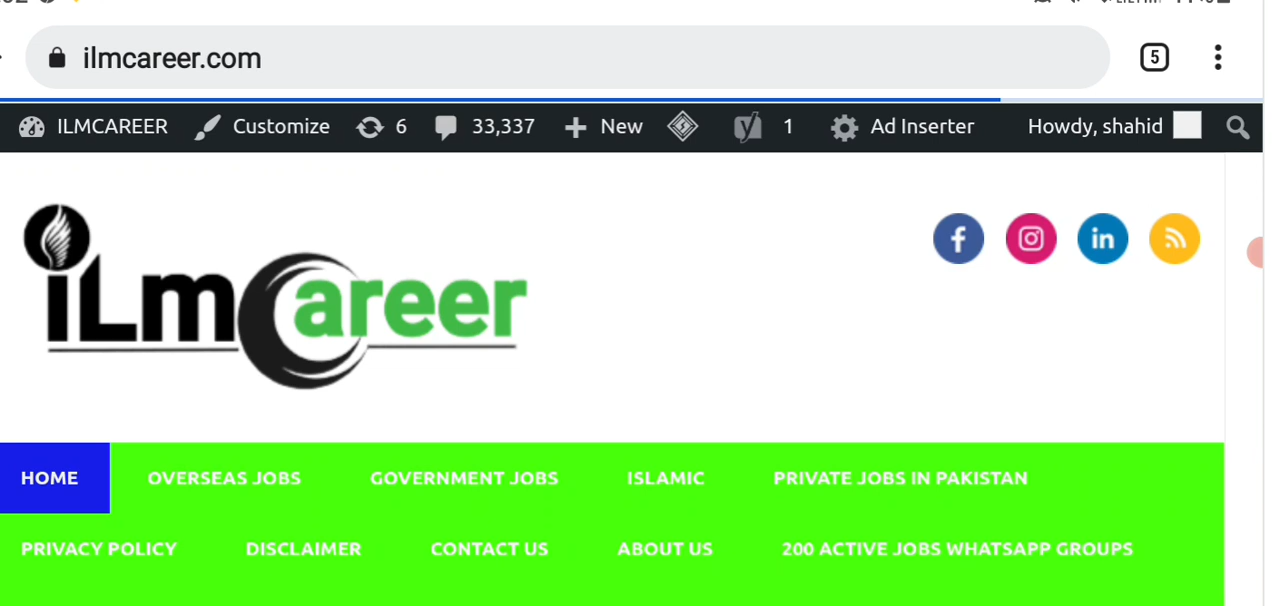 ilmcareer.com
5
ILMCAREER Customize 6 33,337 + New 1 Ad Inserter Howdy, shahid
iLmCareer
HOME OVERSEAS JOBS GOVERNMENT JOBS ISLAMIC PRIVATE JOBS IN PAKISTAN
PRIVACY POLICY DISCLAIMER CONTACT US ABOUT US 200 ACTIVE JOBS WHATSAPP GROUPS